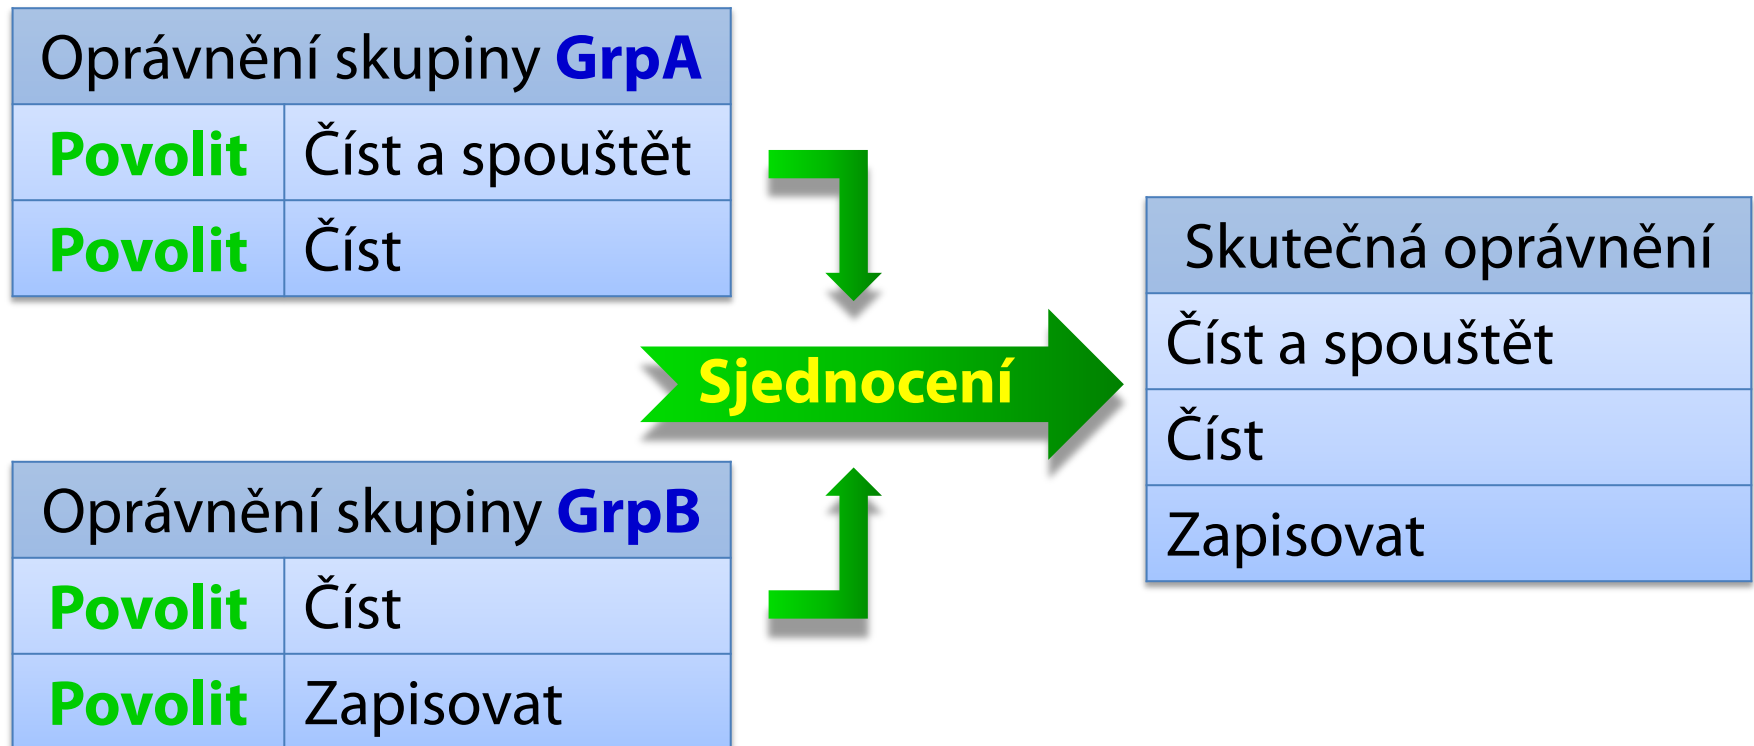 Oprávnění skupiny GrpA
Povolit Číst a spouštět
Povolit Číst
Sjednocení
Oprávnění skupiny GrpB
Povolit Číst
Povolit Zapisovat
Skutečná oprávnění
Číst a spouštět
Číst
Zapisovat